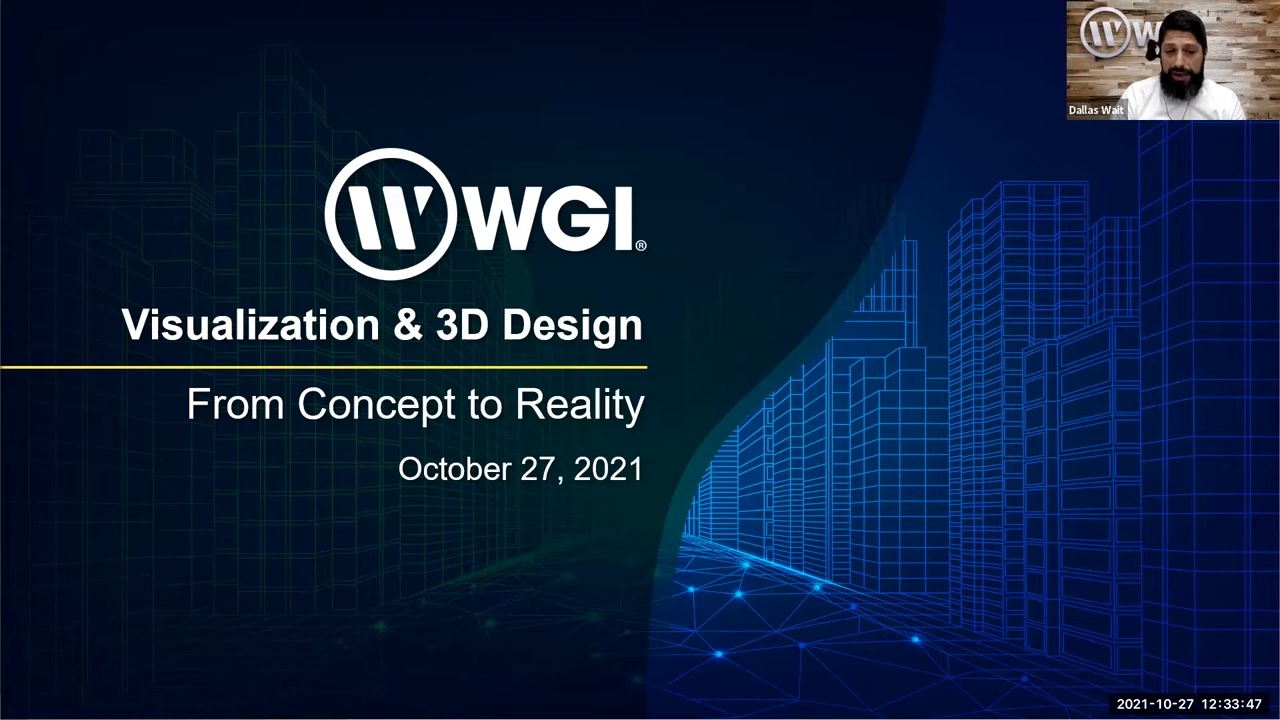 WGI®
Visualization & 3D Design
From Concept to Reality
October 27, 2021
W
Dallas Wait
2021-10-27 12:33:47